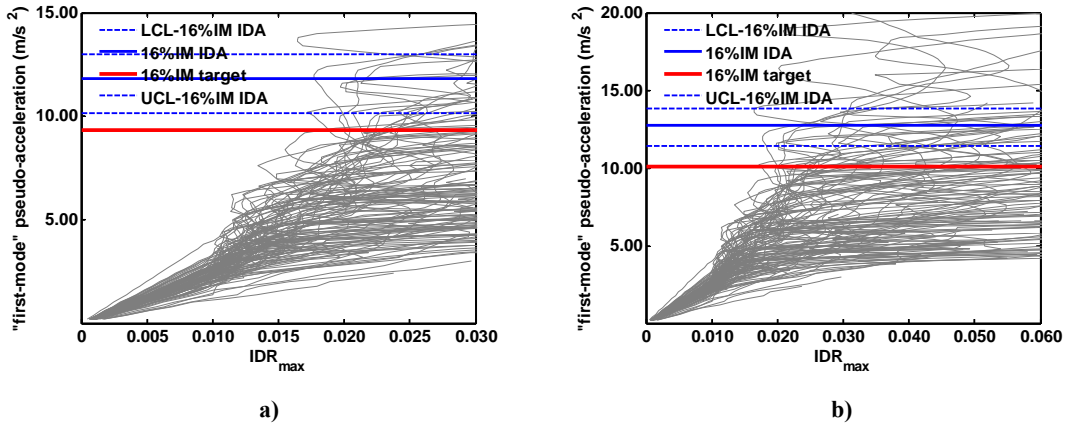 15.00
10.00
5.00
"first-mode" pseudo-acceleration (m/s 2)
LCL-16%IM IDA
16%IM IDA
16%IM target
UCL-16%IM IDA
0 0.005 0.010 0.015 0.020 0.025 0.030
IDRmax
a)
20.00
15.00
10.00
5.00
"first-mode" pseudo-acceleration (m/s 2)
LCL-16%IM IDA
16%IM IDA
16%IM target
UCL-16%IM IDA
0 0.010 0.020 0.030 0.040 0.050 0.060
IDRmax
b)